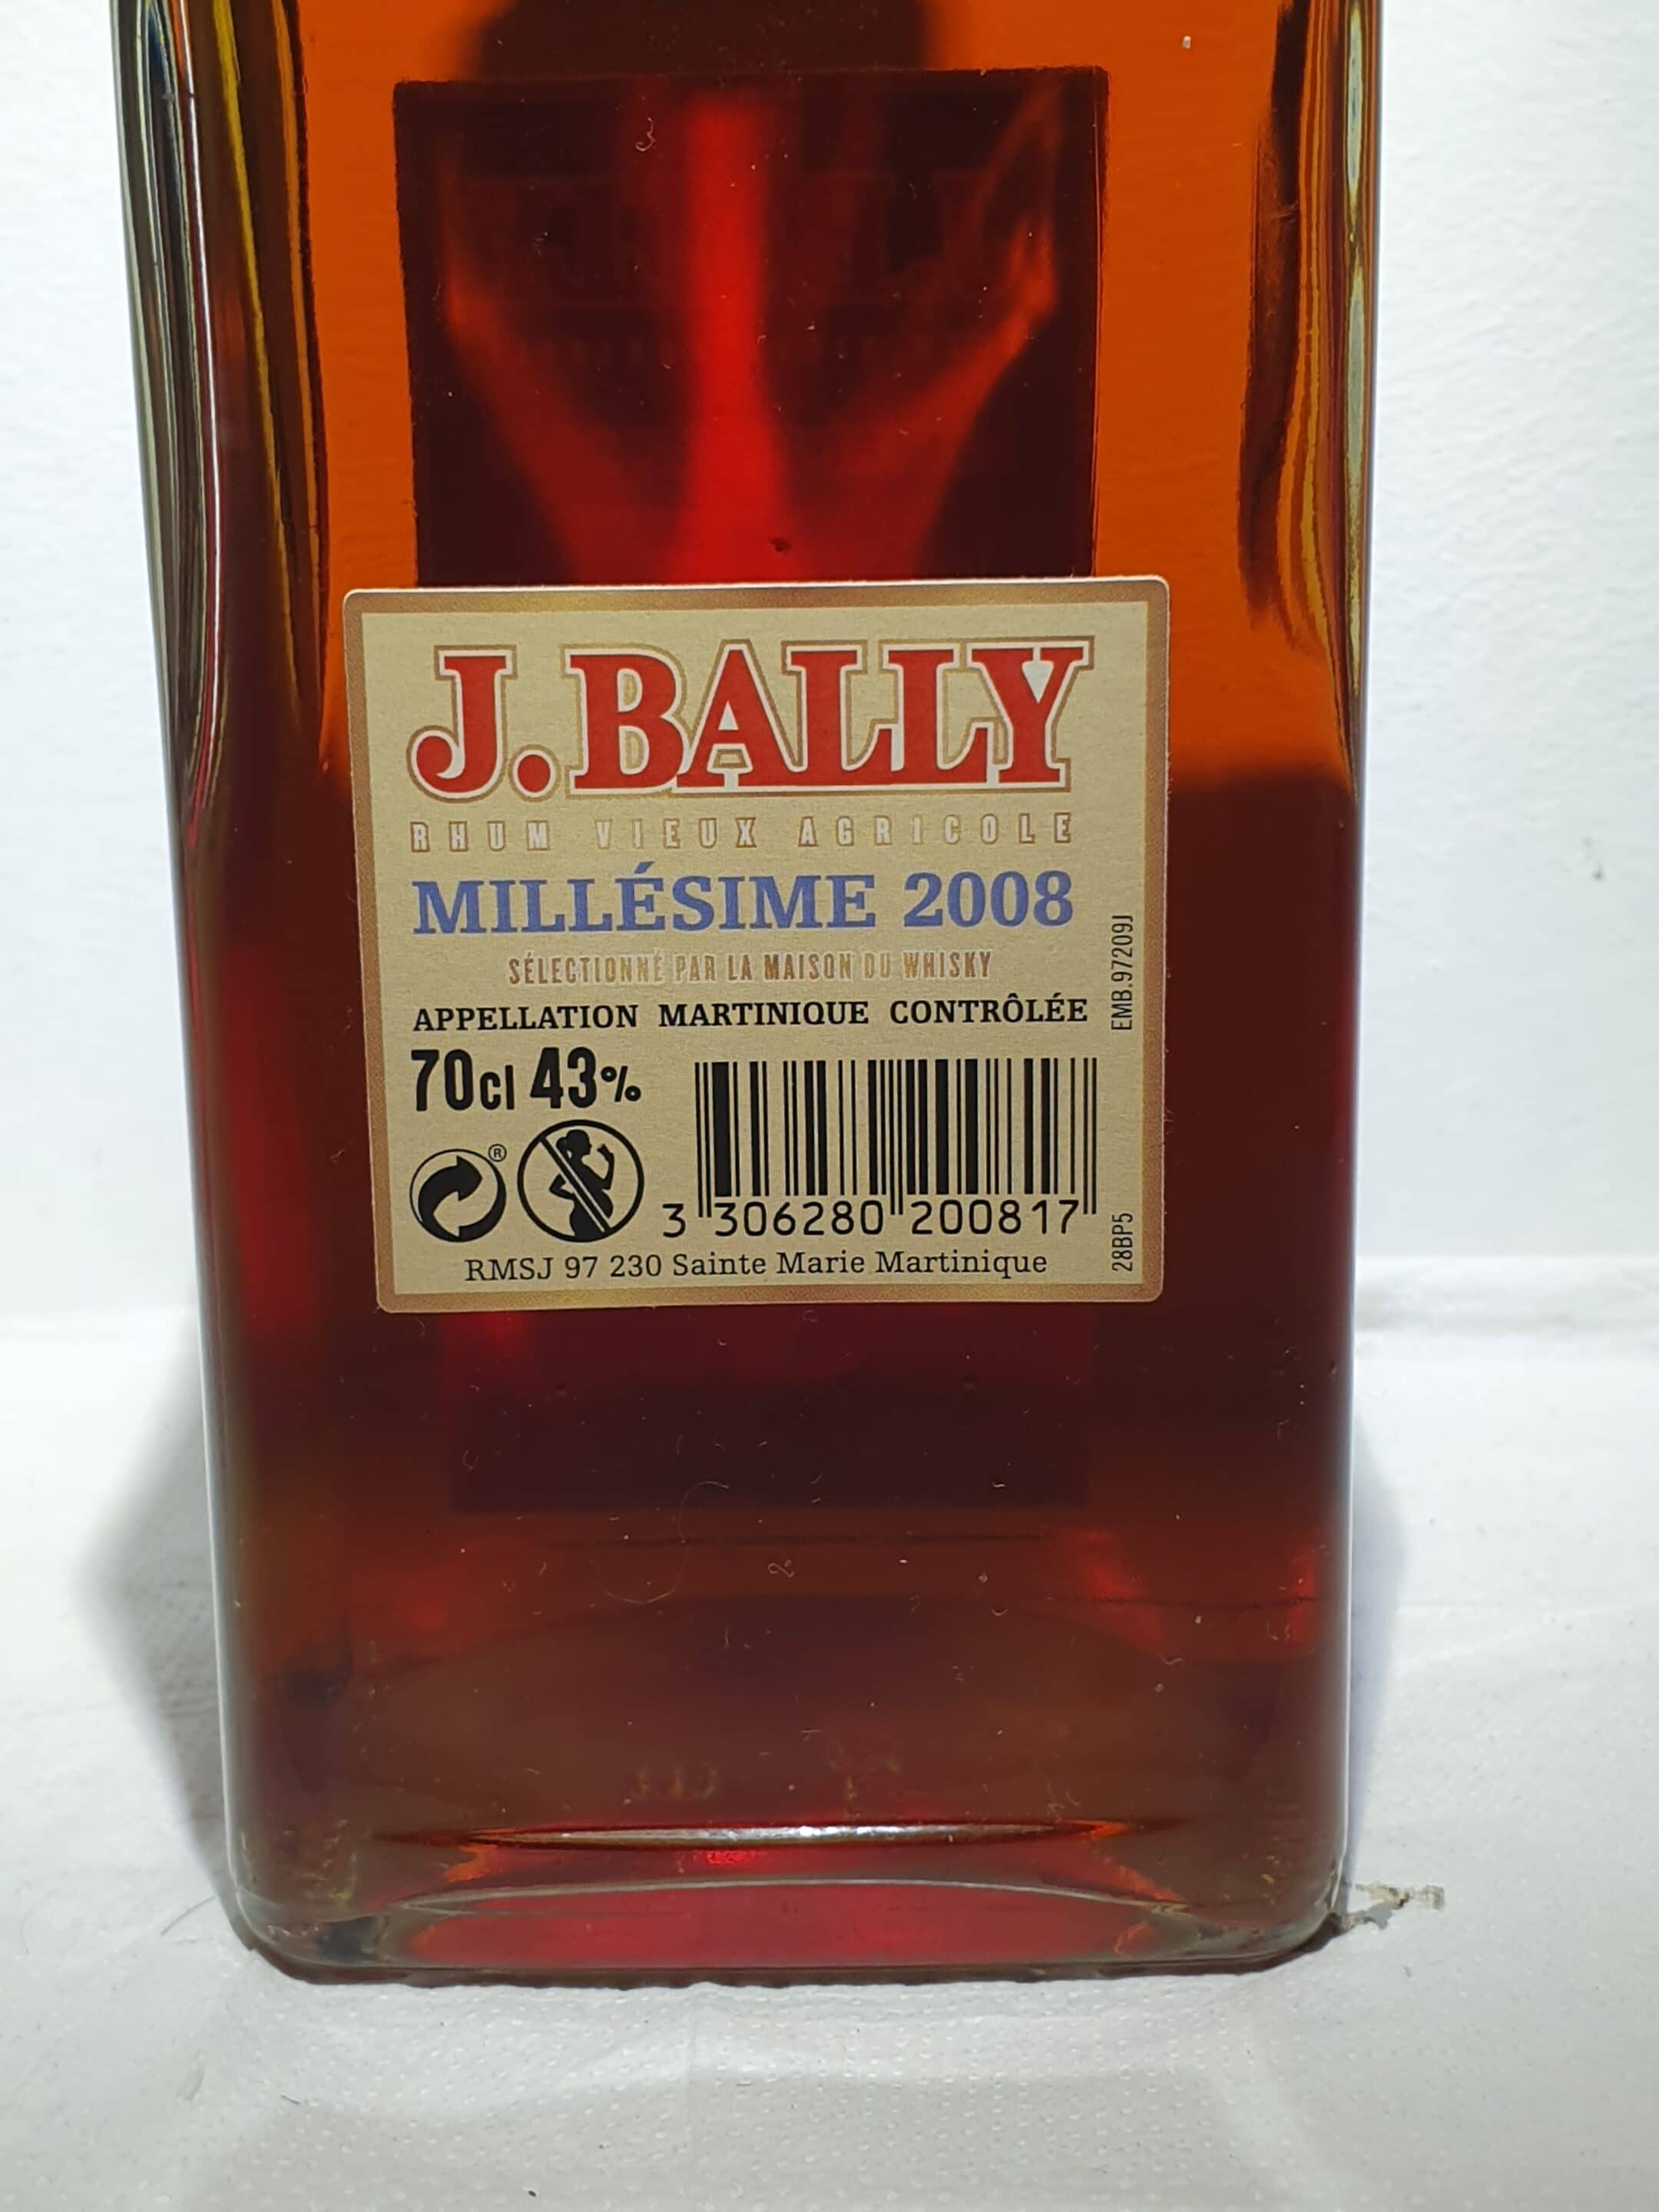 J. BALLY
RHUM VIEUX AGRICOLE
MILLÉSIME 2008
SÉLECTIONNÉ PAR LA MAISON DU WHISKY
APPELLATION MARTINIQUE CONTRÔLÉE
70cl 43%
®
3 306280 200817
RMSJ 97 230 Sainte Marie Martinique
EMB.97209J
28BP5